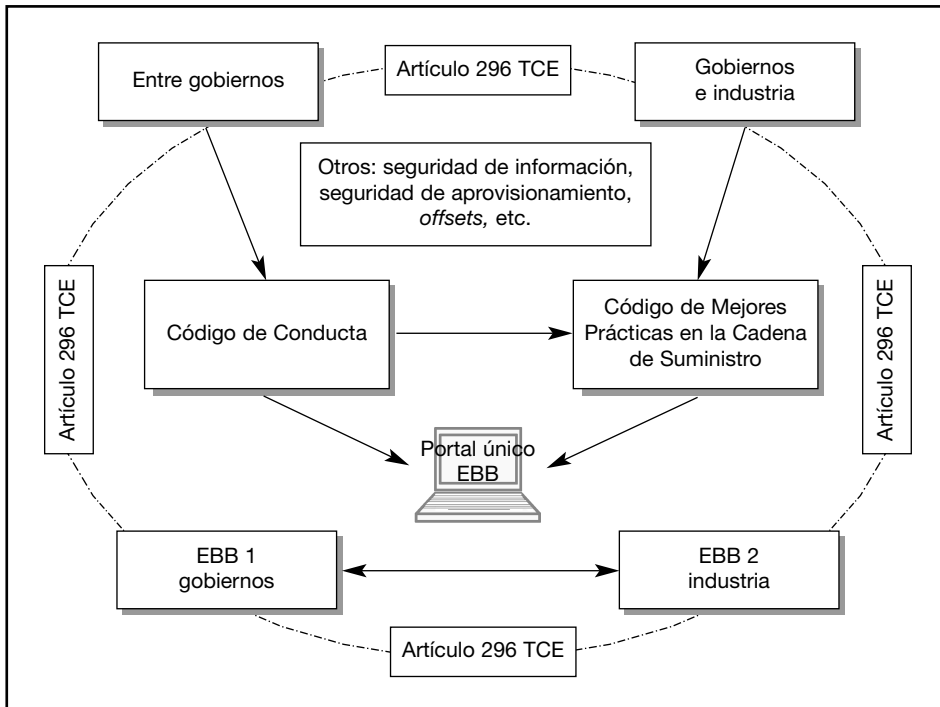 Entre gobiernos
Artículo 296 TCE
Gobiernos
e industria
Otros: seguridad de información,
seguridad de aprovisionamiento,
offsets, etc.
Artículo 296 TCE
Código de Conducta
Código de Mejores
Prácticas en la Cadena
de Suministro
Artículo 296 TCE
Portal único
EBB
EBB 1
gobiernos
EBB 2
industria
Artículo 296 TCE